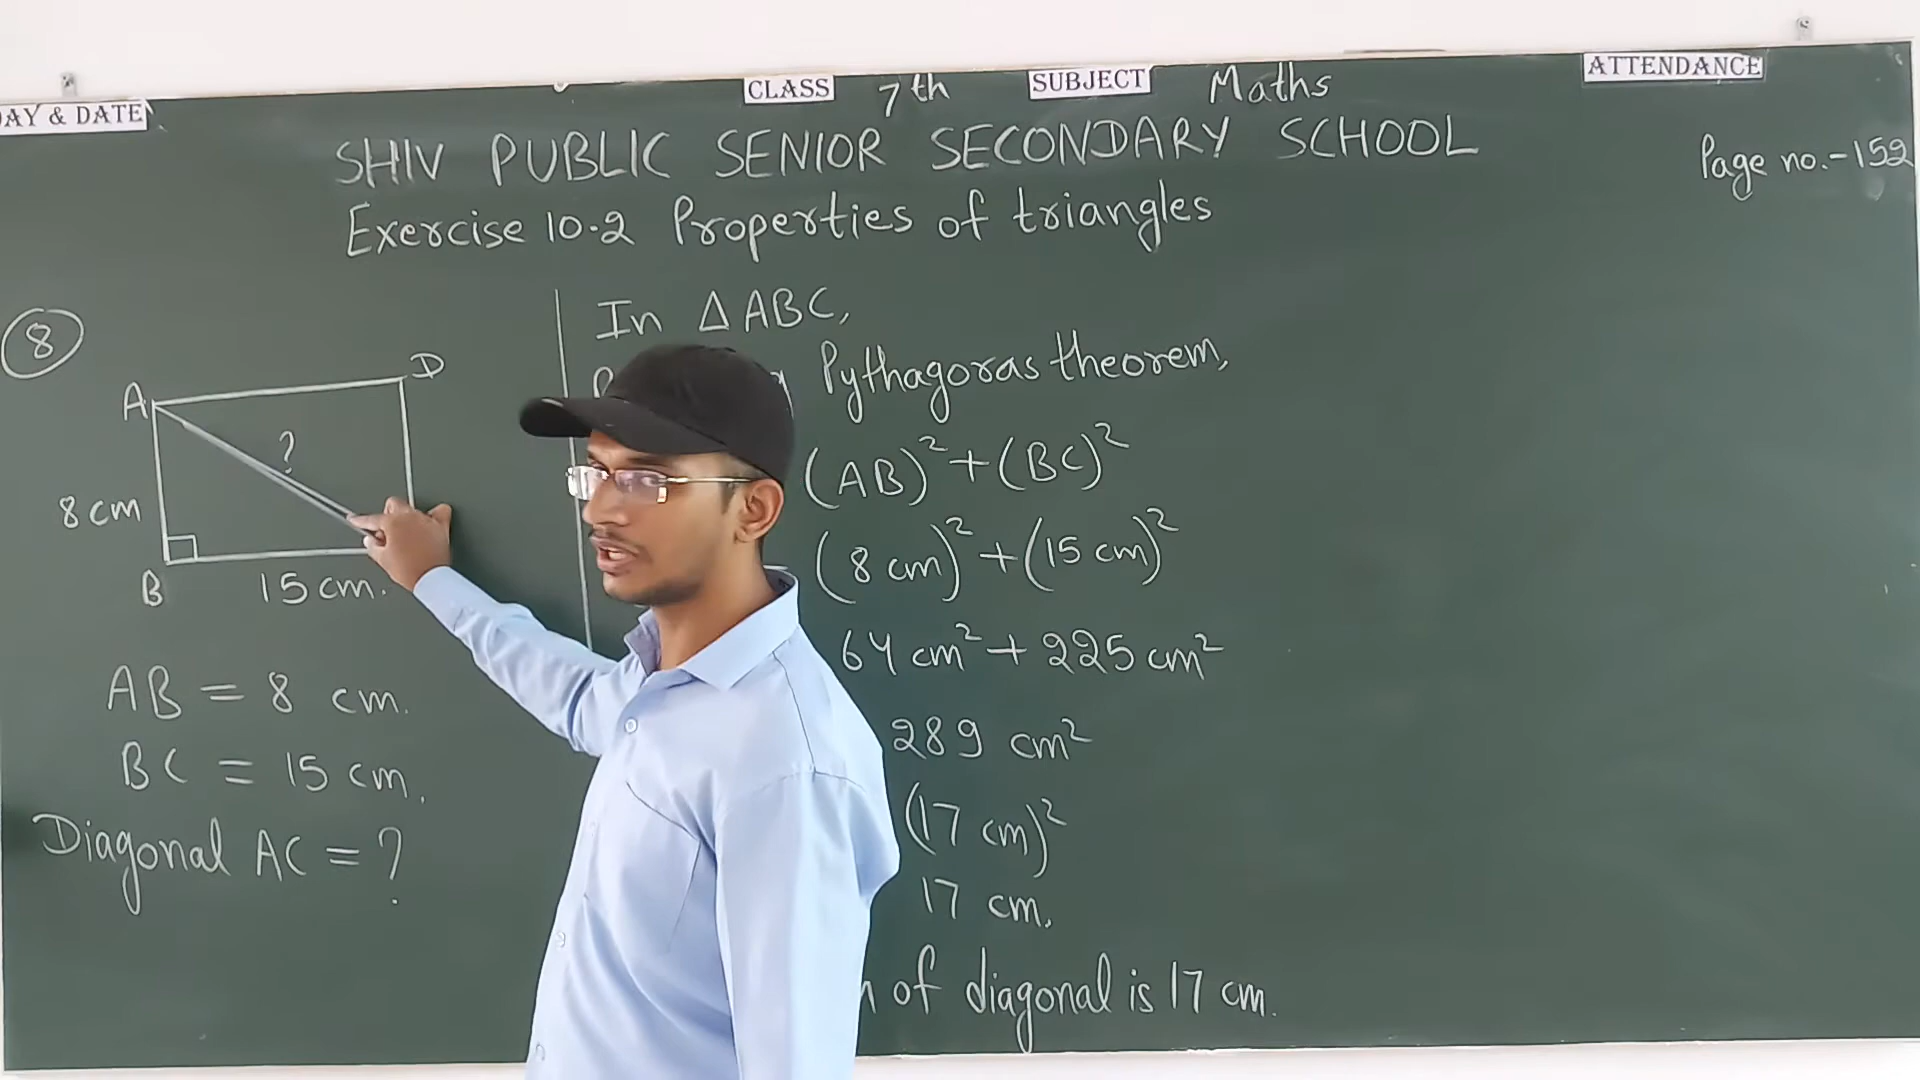 DAY & DATE
CLASS 7th SUBJECT Maths ATTENDANCE
SHIV PUBLIC SENIOR SECONDARY SCHOOL
Page no.-152
Exercise 10.2 Properties of triangles
8
A
D
?
8 cm
B
15 cm.
AB = 8 cm.
BC = 15 cm.
Diagonal AC = ?
In △ABC,
Pythagoras theorem,
(AB)² + (BC)²
(8 cm)² + (15 cm)²
64 cm² + 225 cm²
289 cm²
(17 cm)²
17 cm.
of diagonal is 17 cm.